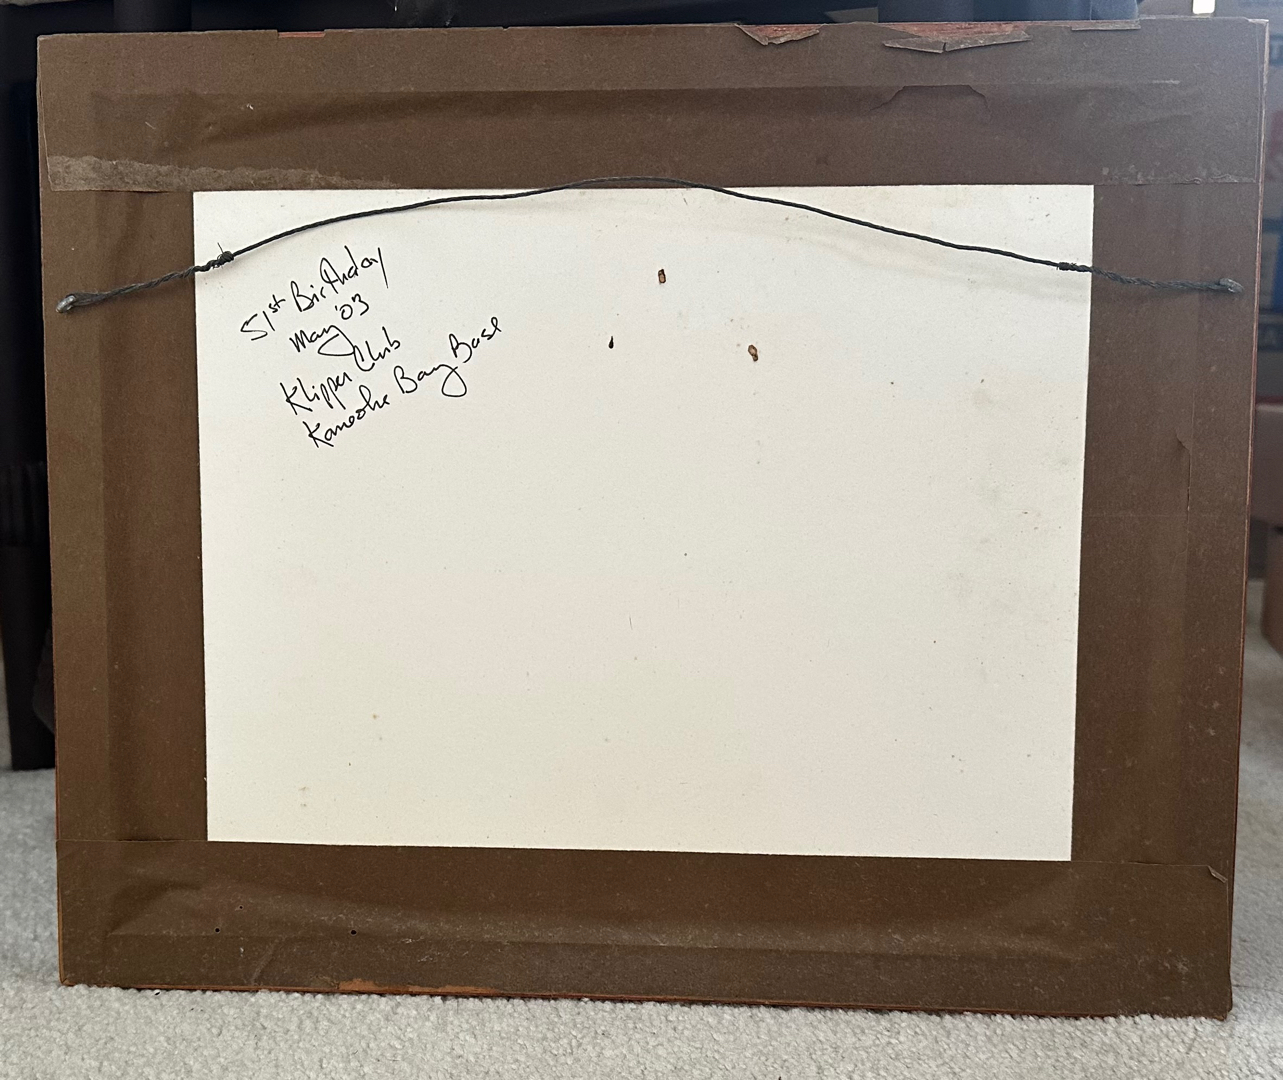 51st Birthday
May '03
Klipper Club
Kaneohe Bay Base